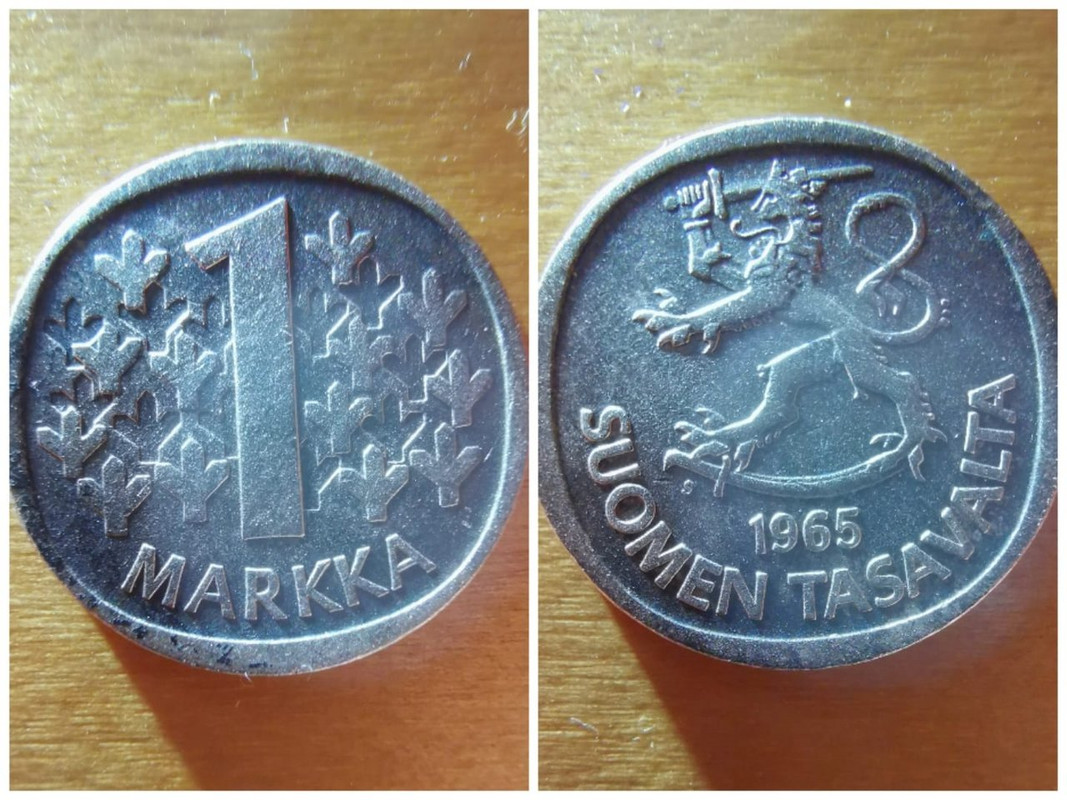 1
MARKKA
1965
SUOMEN TASAVALTA